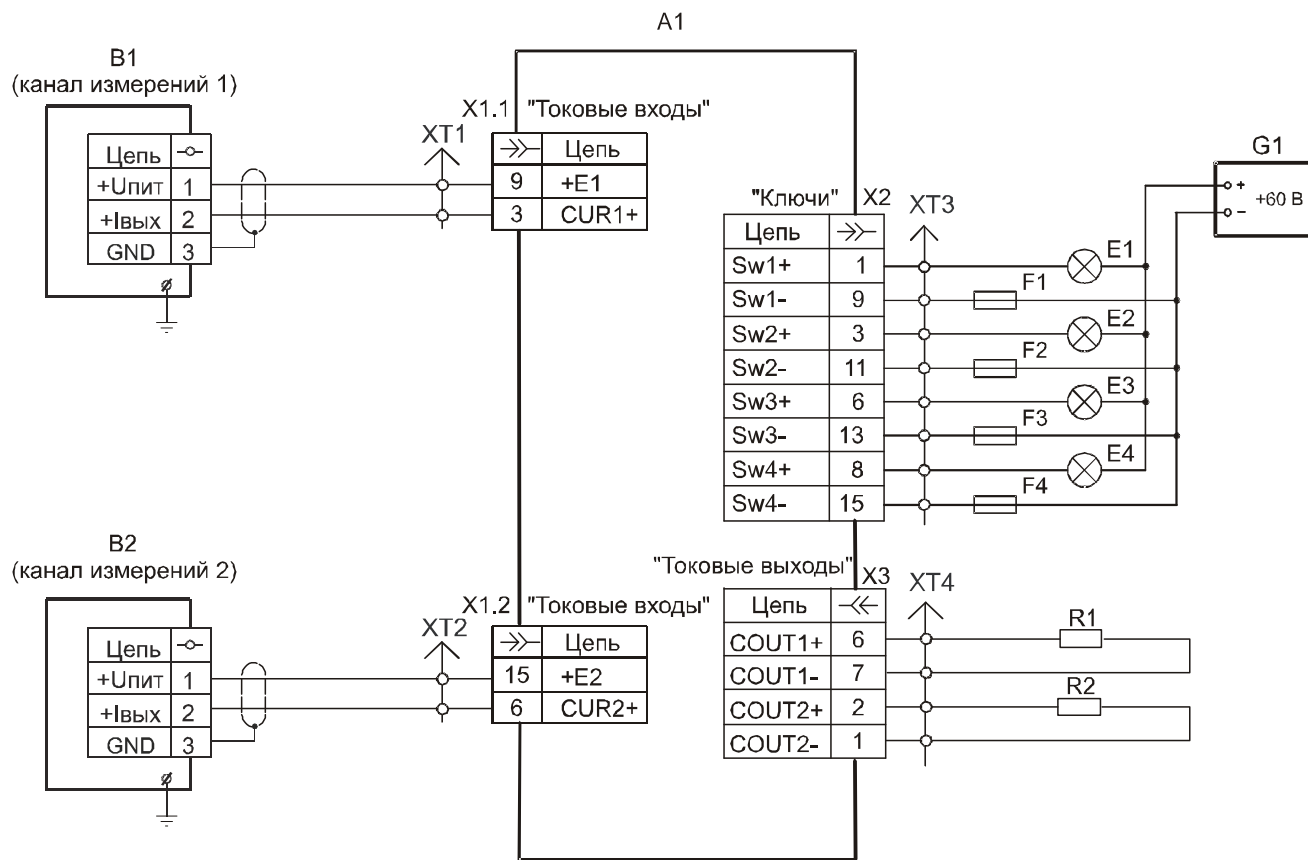 A1
B1
(канал измерений 1)
Цепь
+Uпит 1
+Iвых 2
GND 3
XT1
X1.1 "Токовые входы"
Цепь
9 +E1
3 CUR1+
"Ключи" X2
Цепь
Sw1+ 1
Sw1- 9
Sw2+ 3
Sw2- 11
Sw3+ 6
Sw3- 13
Sw4+ 8
Sw4- 15
XT3
E1
F1
E2
F2
E3
F3
E4
F4
G1
+
+60 В
–
B2
(канал измерений 2)
Цепь
+Uпит 1
+Iвых 2
GND 3
XT2
X1.2 "Токовые входы"
Цепь
15 +E2
6 CUR2+
"Токовые выходы" X3
Цепь
COUT1+ 6
COUT1- 7
COUT2+ 2
COUT2- 1
XT4
R1
R2